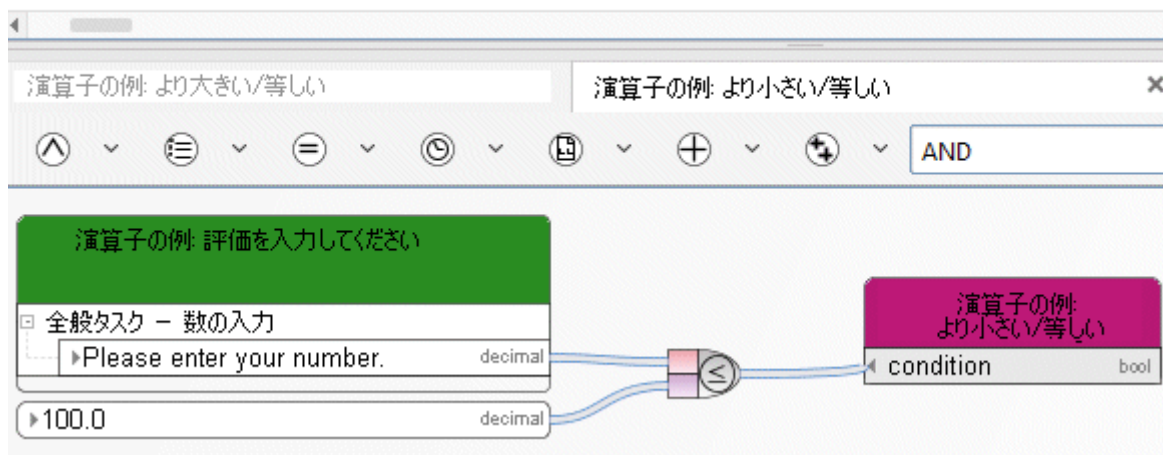 演算子の例: より大きい/等しい
演算子の例: より小さい/等しい
AND
演算子の例: 評価を入力してください
全般タスク - 数の入力
Please enter your number. decimal
100.0 decimal
≤
演算子の例:
より小さい/等しい
condition bool